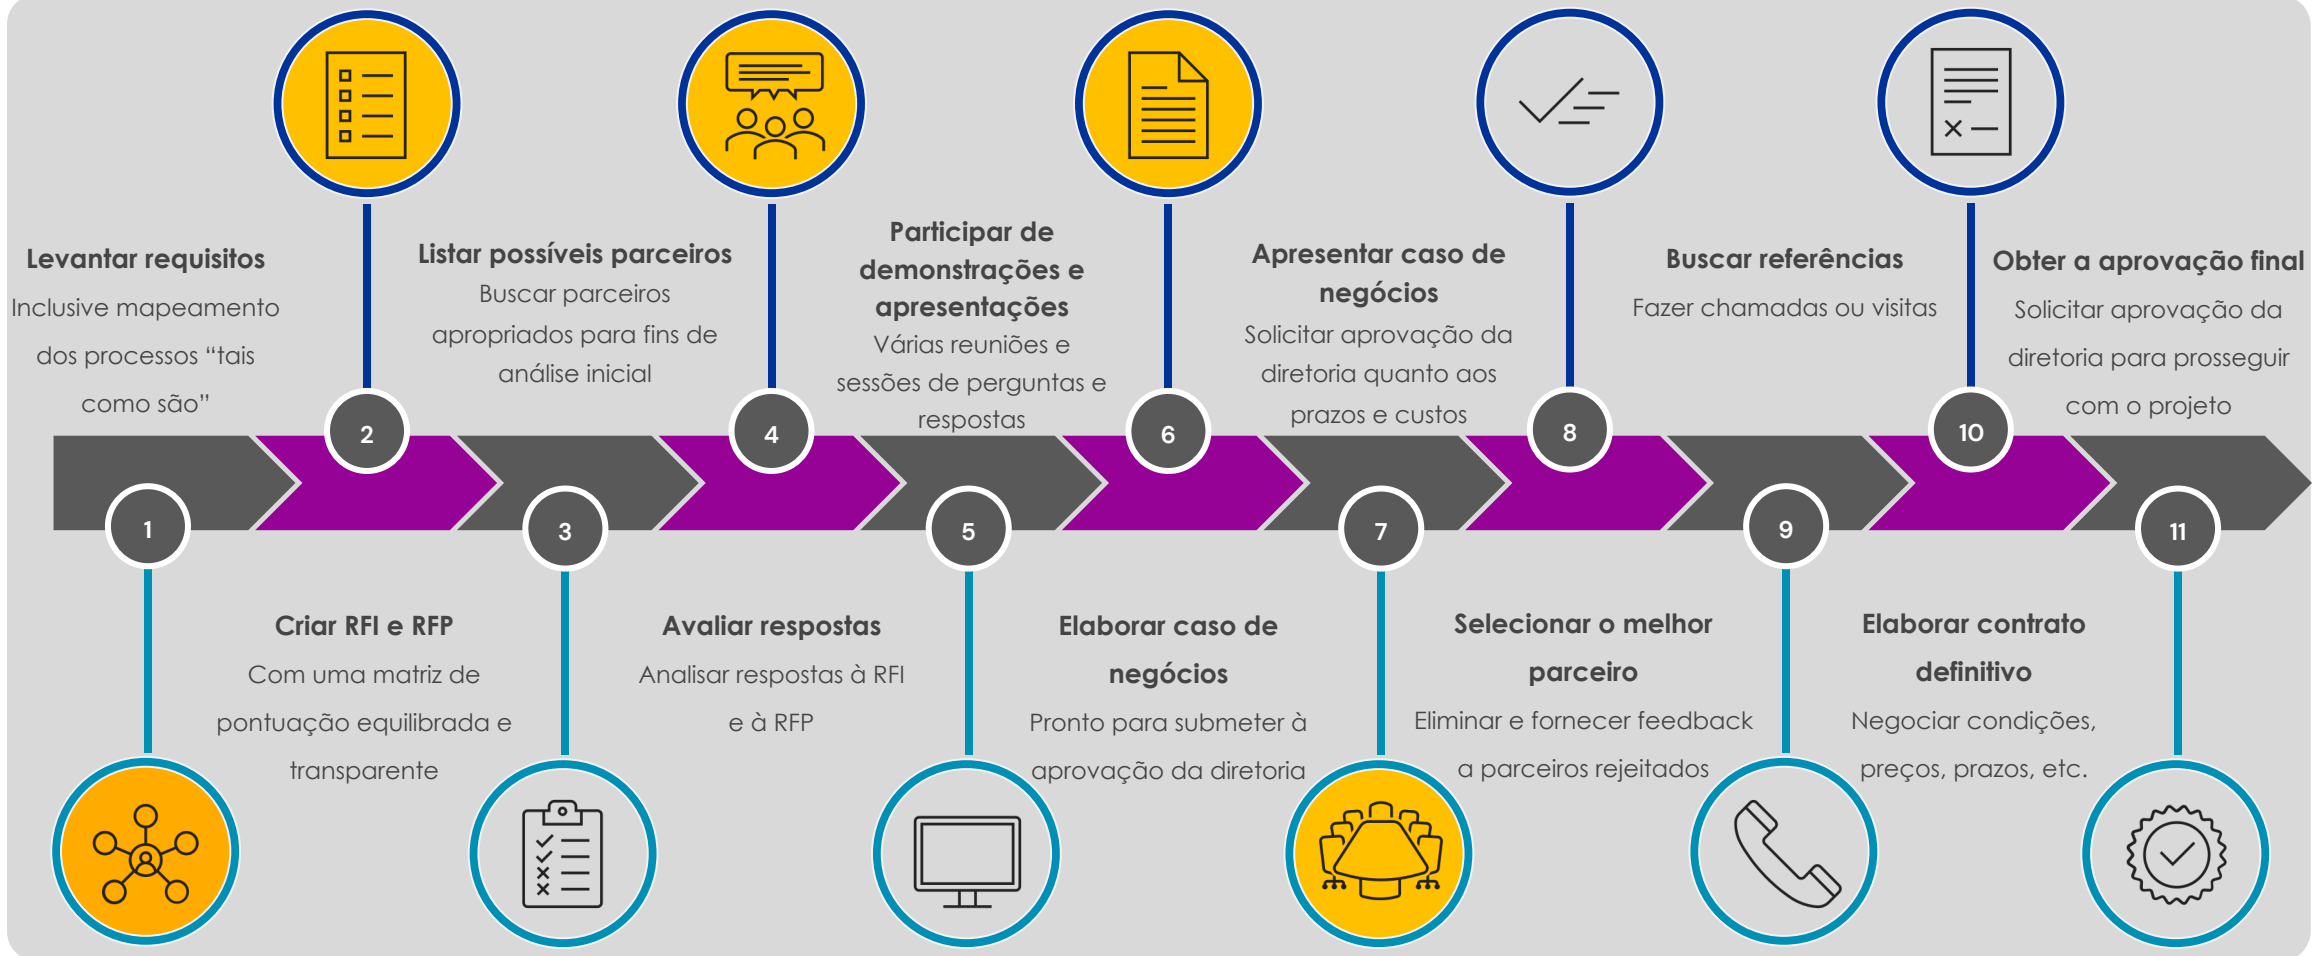 Levantar requisitos
Inclusive mapeamento
dos processos “tais
como são”
1
2
Criar RFI e RFP
Com uma matriz de
pontuação equilibrada e
transparente
Listar possíveis parceiros
Buscar parceiros
apropriados para fins de
análise inicial
3
4
Avaliar respostas
Analisar respostas à RFI
e à RFP
Participar de
demonstrações e
apresentações
Várias reuniões e
sessões de perguntas e
respostas
5
6
Elaborar caso de
negócios
Pronto para submeter à
aprovação da diretoria
Apresentar caso de
negócios
Solicitar aprovação da
diretoria quanto aos
prazos e custos
7
8
Selecionar o melhor
parceiro
Eliminar e fornecer feedback
a parceiros rejeitados
Buscar referências
Fazer chamadas ou visitas
9
10
Elaborar contrato
definitivo
Negociar condições,
preços, prazos, etc.
Obter a aprovação final
Solicitar aprovação da
diretoria para prosseguir
com o projeto
11